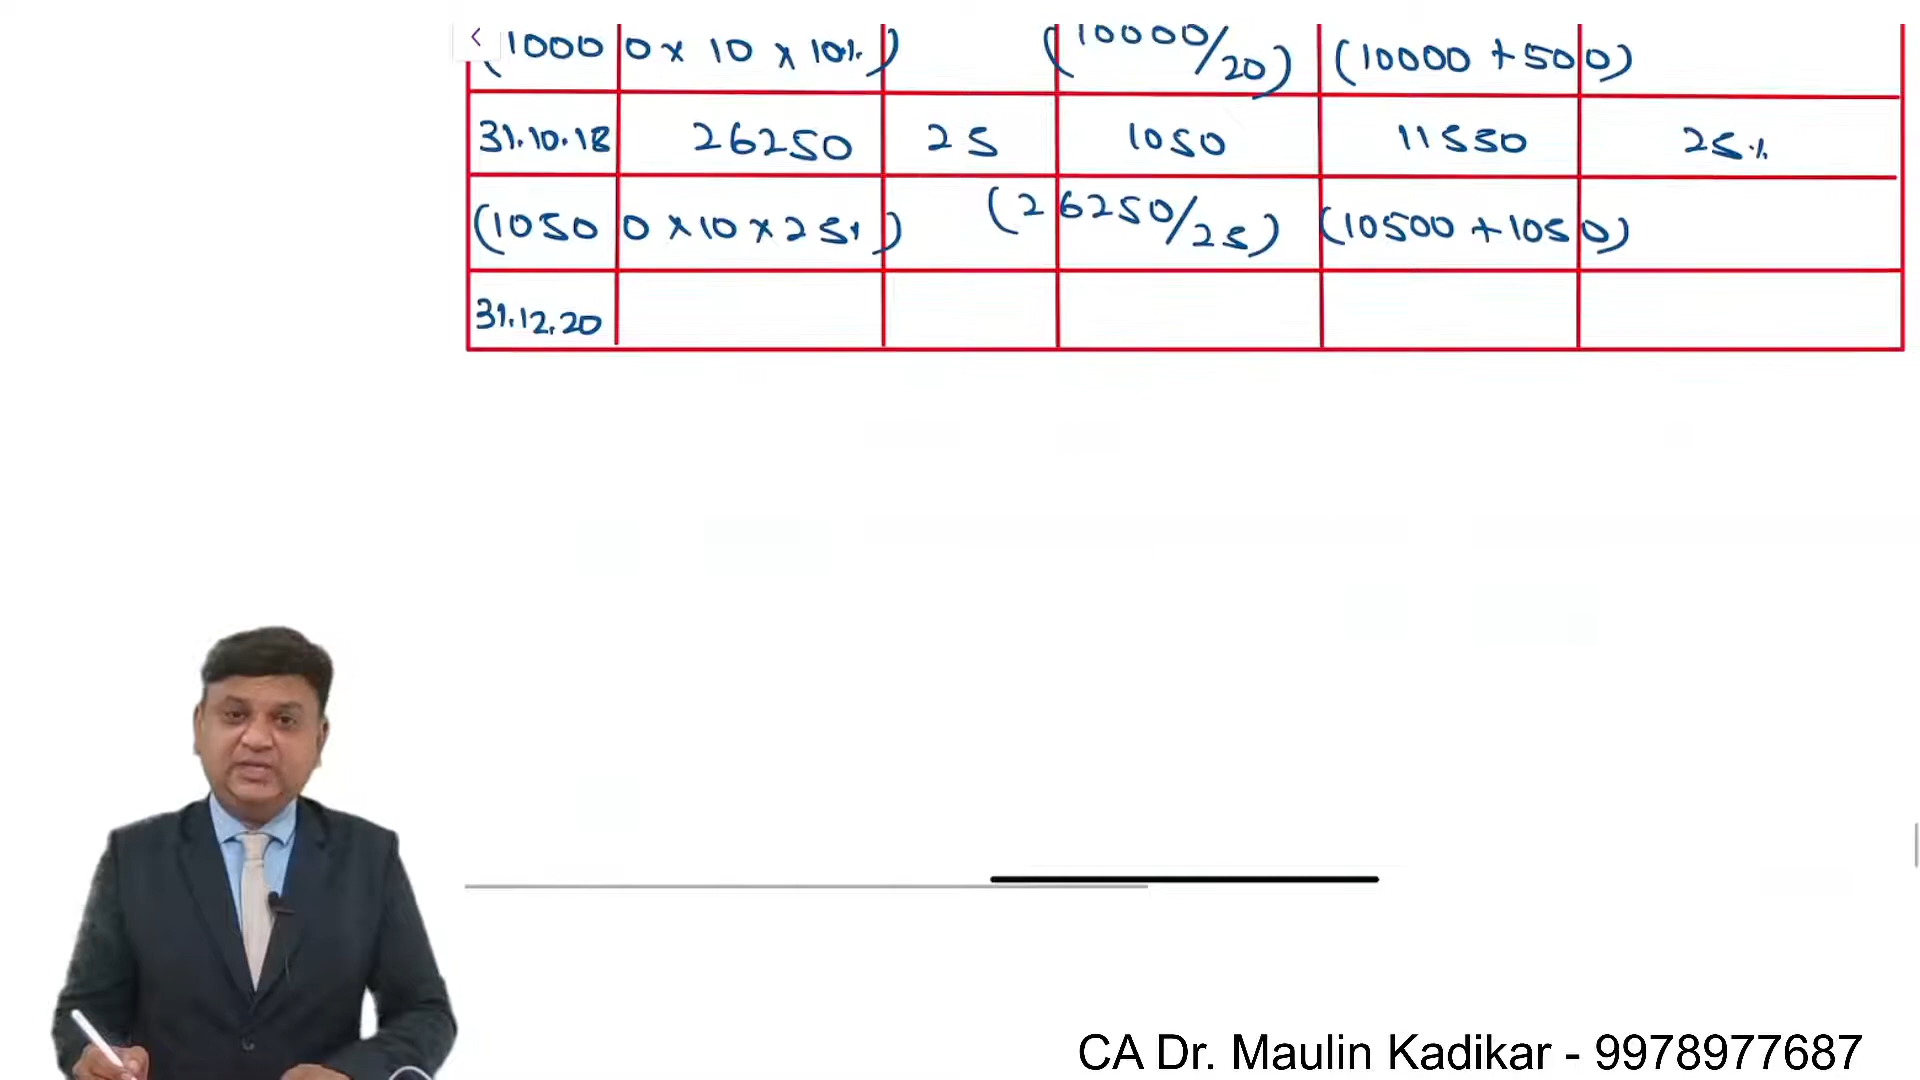 (10000 x 10 x 10%) (10000/20) (10000 + 500)
31.10.18 26250 25 1050 11550 25%
(10500 x 10 x 25%) (26250/25) (10500 + 1050)
31.12.20
CA Dr. Maulin Kadikar - 9978977687